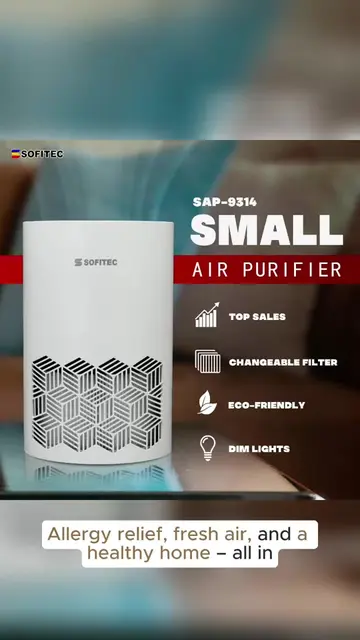 SOFITEC
SAP-9314
SMALL
AIR PURIFIER
SOFITEC
TOP SALES
CHANGEABLE FILTER
ECO-FRIENDLY
DIM LIGHTS
Allergy relief, fresh air, and a
healthy home – all in